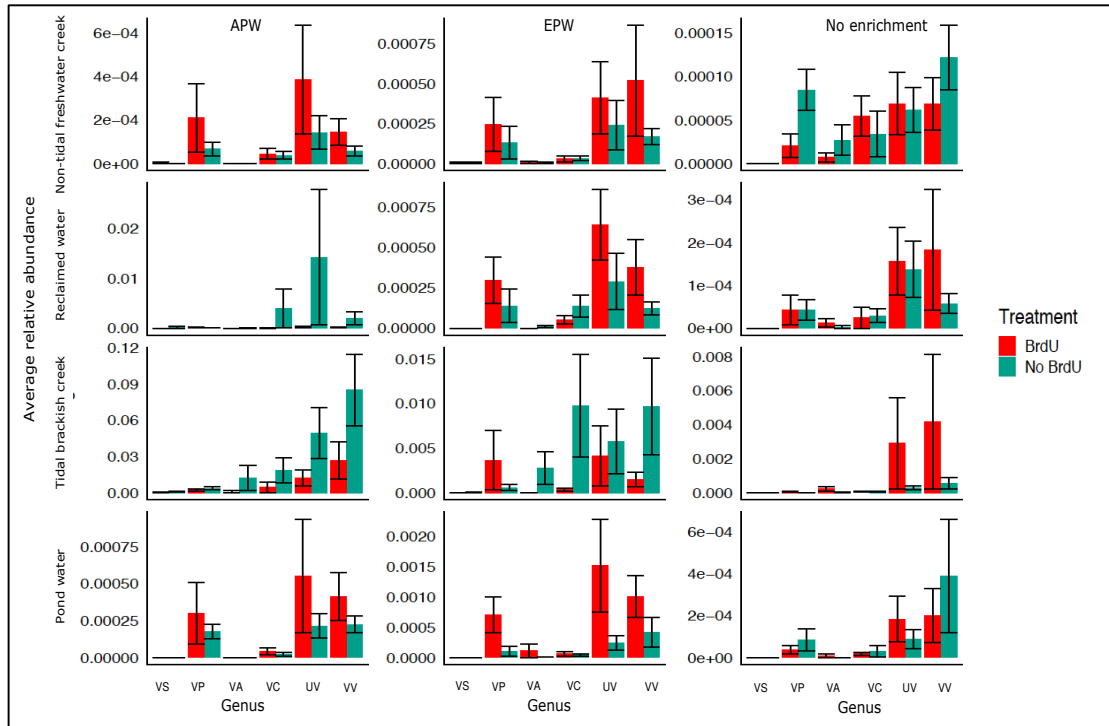 APW EPW No enrichment
Average relative abundance
Non-tidal freshwater creek
6e−04
4e−04
2e−04
0e+00
0.00075
0.00050
0.00025
0.00000
0.00015
0.00010
0.00005
0.00000
Reclaimed water
0.02
0.01
0.00
0.00075
0.00050
0.00025
0.00000
3e−04
2e−04
1e−04
0e+00
Tidal brackish creek
0.12
0.09
0.06
0.03
0.00
0.015
0.010
0.005
0.000
0.008
0.006
0.004
0.002
0.000
Pond water
0.00075
0.00050
0.00025
0.00000
0.0020
0.0015
0.0010
0.0005
0.0000
6e−04
4e−04
2e−04
0e+00
VS VP VA VC UV VV VS VP VA VC UV VV VS VP VA VC UV VV
Genus Genus Genus
Treatment
BrdU
No BrdU